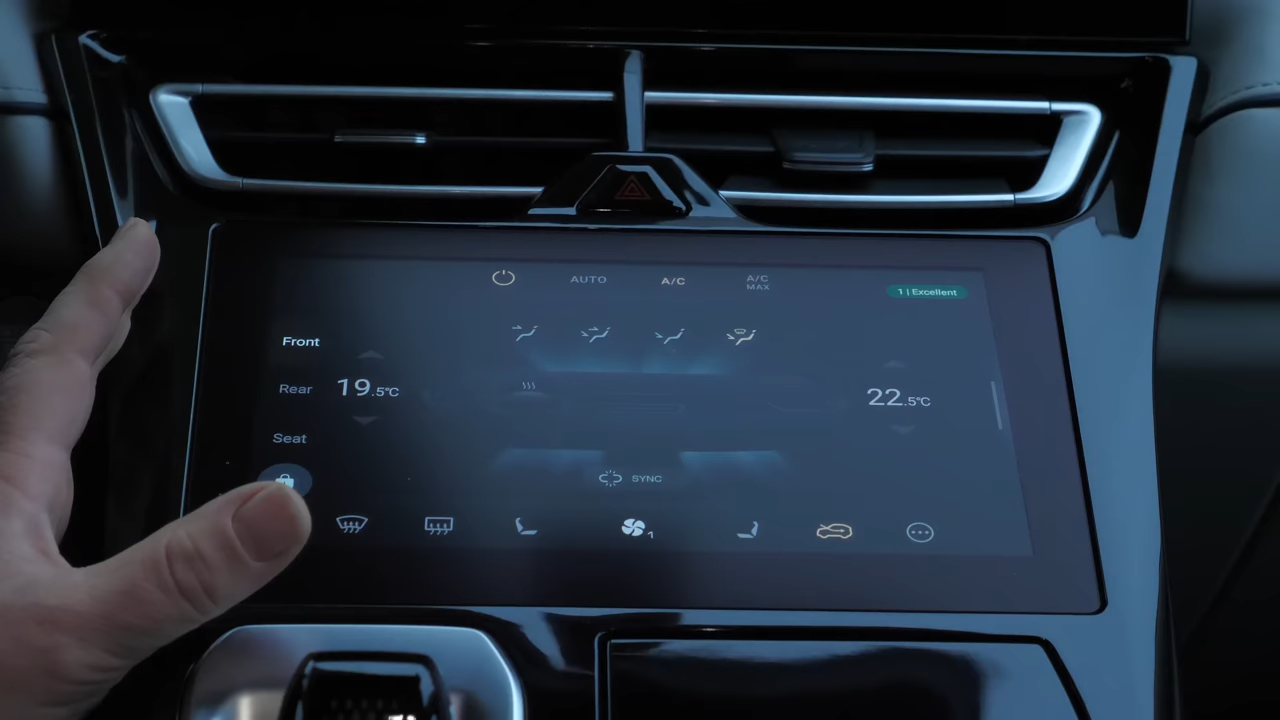 AUTO
A/C
A/C
MAX
1 | Excellent
Front
Rear
19.5°C
22.5°C
Seat
SYNC
1